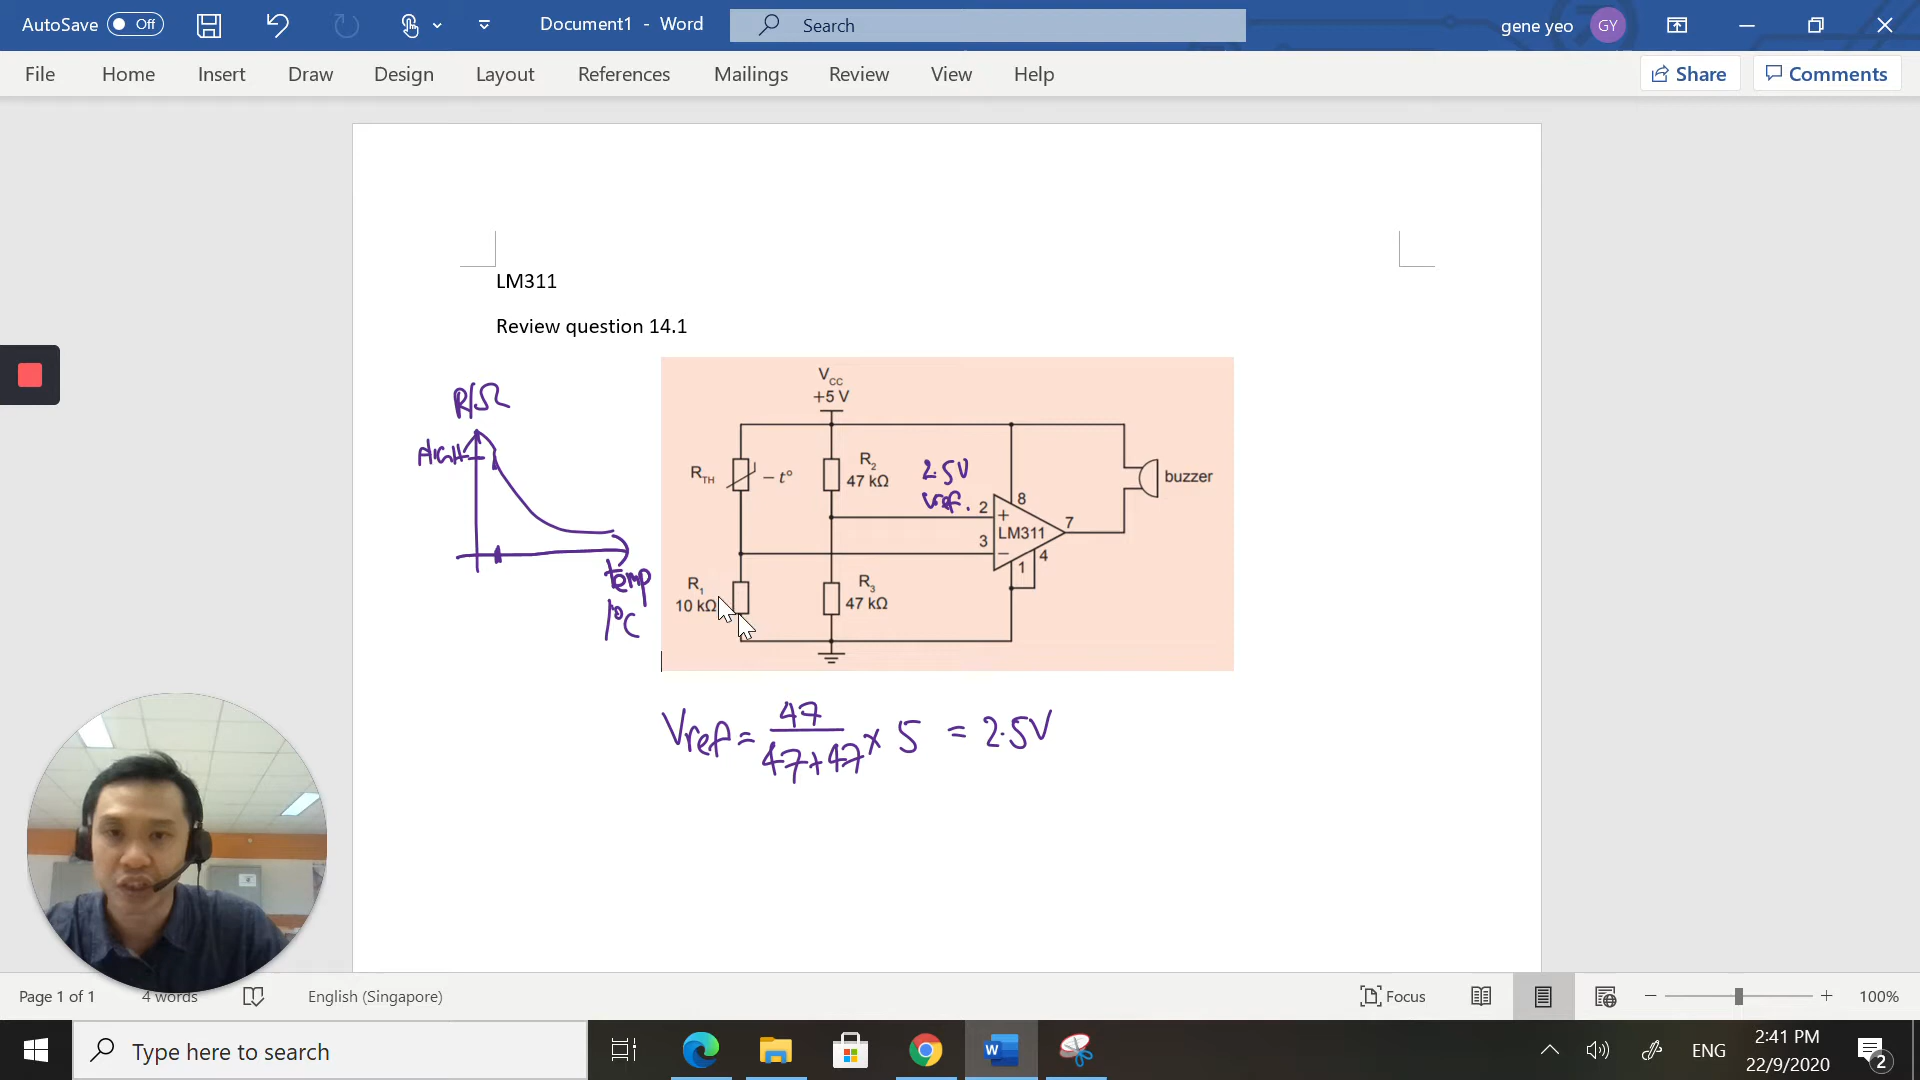 AutoSave Off Document1 - Word Search gene yeo GY
File Home Insert Draw Design Layout References Mailings Review View Help Share Comments
LM311
Review question 14.1
R/Ω
HIGH
temp
/°C
VCC
+5 V
RTH
– t°
R2
47 kΩ
2.5V
Vref.
2
+
8
LM311
7
buzzer
3
–
4
1
R1
10 kΩ
R3
47 kΩ
Vref = 47/47+47 x 5 = 2.5V
Page 1 of 1 4 words English (Singapore) Focus 100%
Type here to search
W
ENG
2:41 PM
22/9/2020
2